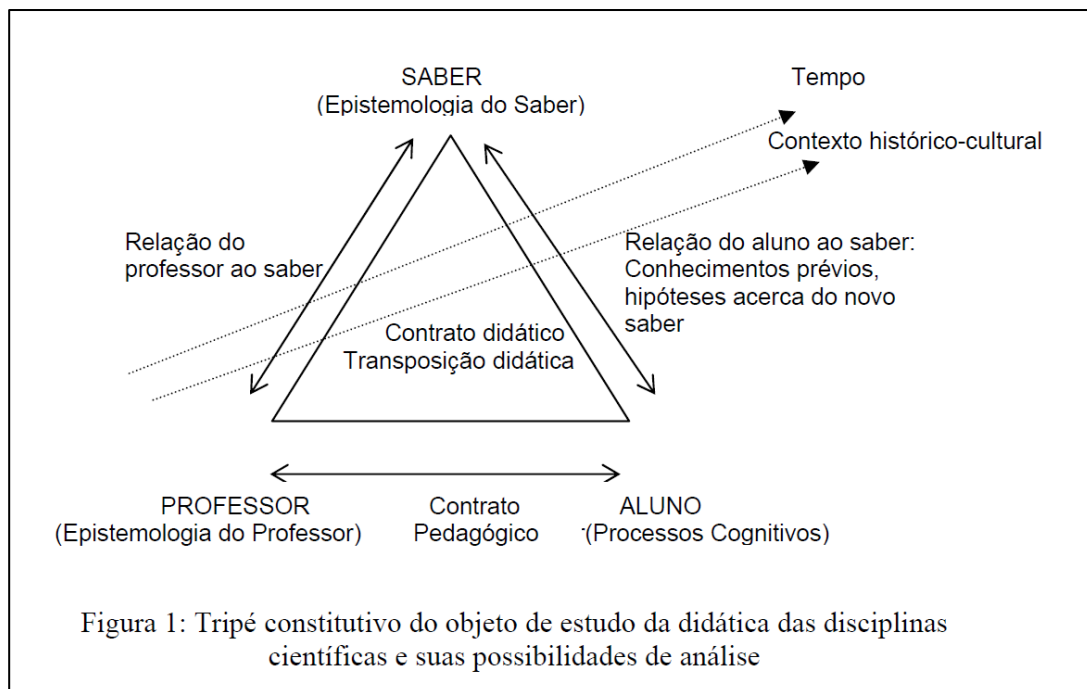 SABER
(Epistemologia do Saber)
Tempo
Contexto histórico-cultural
Relação do
professor ao saber
Relação do aluno ao saber:
Conhecimentos prévios,
hipóteses acerca do novo
saber
Contrato didático
Transposição didática
PROFESSOR
(Epistemologia do Professor)
Contrato
Pedagógico
ALUNO
(Processos Cognitivos)
Figura 1: Tripé constitutivo do objeto de estudo da didática das disciplinas
científicas e suas possibilidades de análise